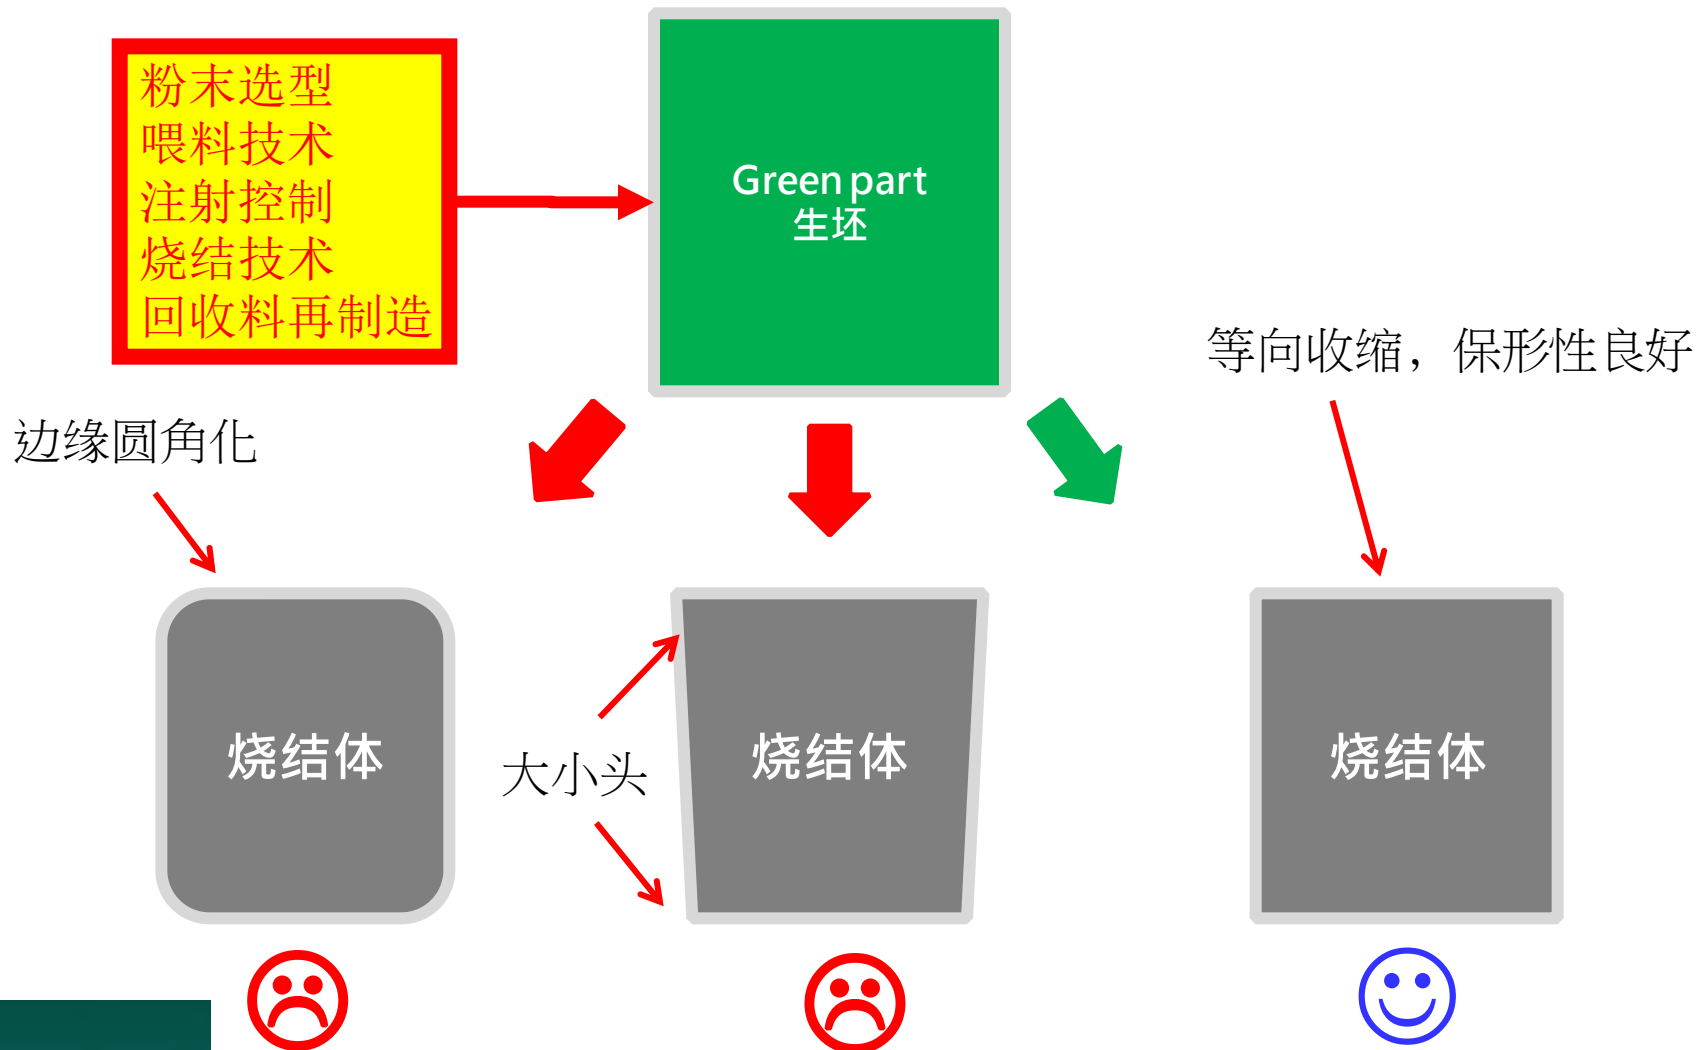 粉末选型
喂料技术
注射控制
烧结技术
回收料再制造
Green part
生坯
等向收缩，保形性良好
边缘圆角化
烧结体
大小头
烧结体
烧结体